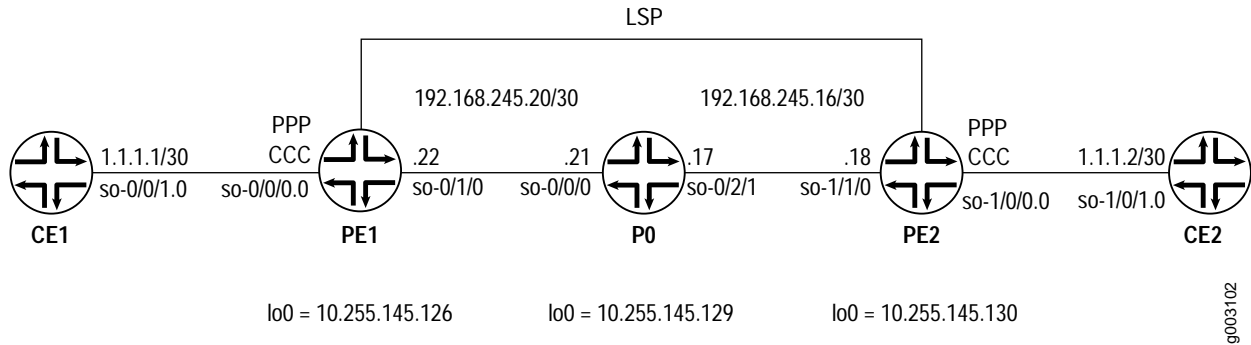 LSP
192.168.245.20/30
192.168.245.16/30
PPP
CCC
PPP
CCC
1.1.1.1/30
.22
.21
.17
.18
1.1.1.2/30
so-0/0/1.0
so-0/0/0.0
so-0/1/0
so-0/0/0
so-0/2/1
so-1/1/0
so-1/0/0.0
so-1/0/1.0
CE1
PE1
P0
PE2
CE2
lo0 = 10.255.145.126
lo0 = 10.255.145.129
lo0 = 10.255.145.130
g003102